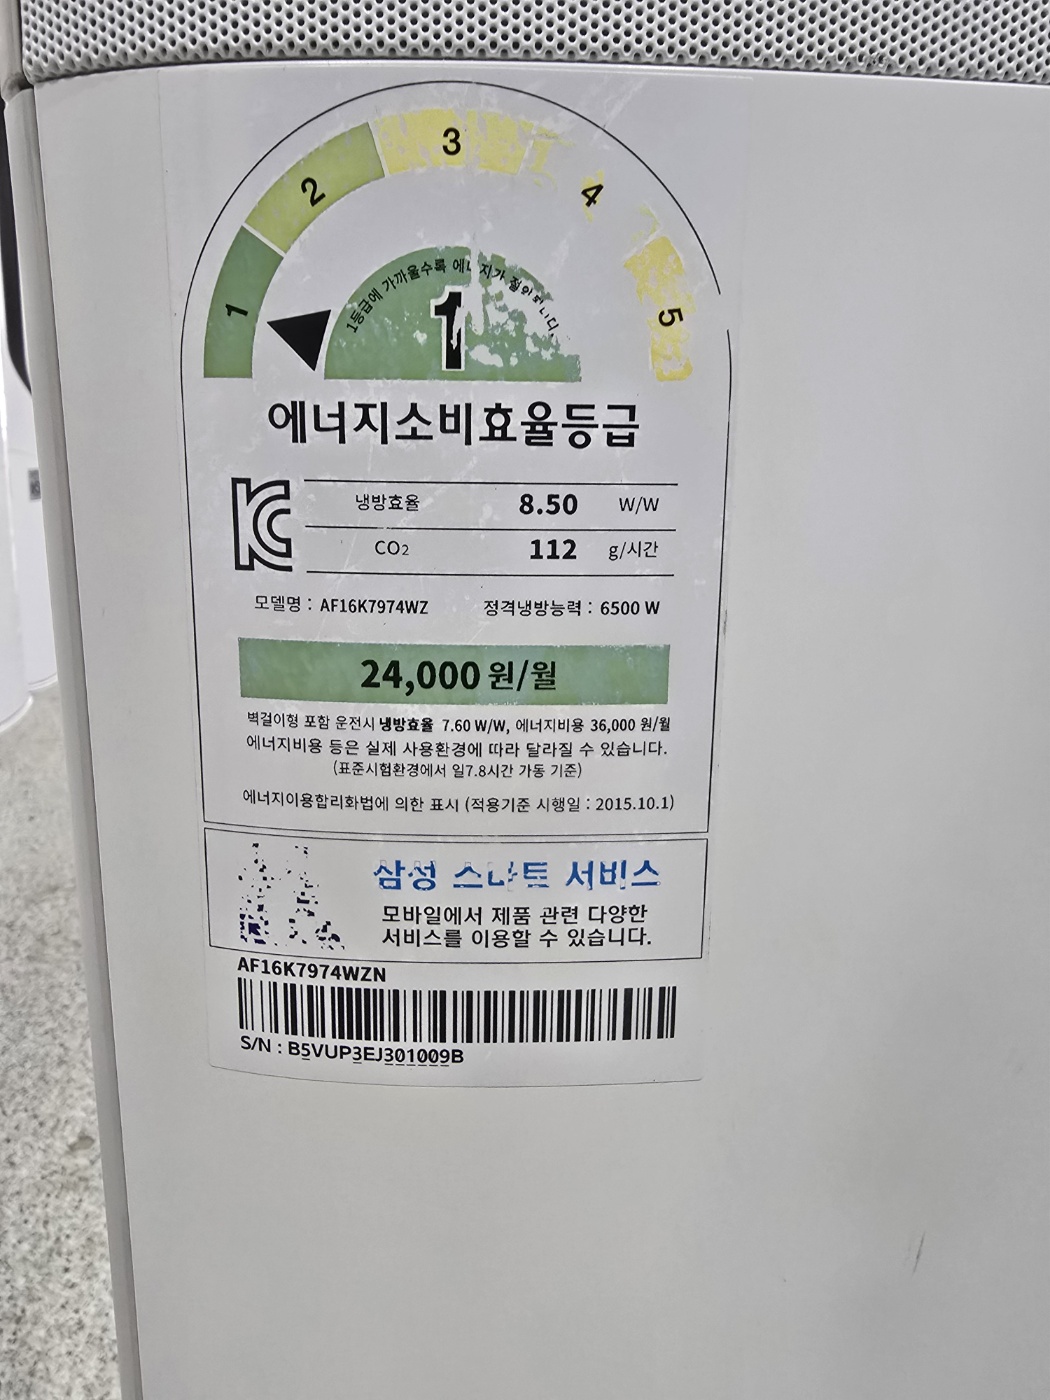 3
2
4
1
5
1등급에 가까울수록 에너지가 절약됩니다.
1
에너지소비효율등급
냉방효율 8.50 W/W
CO2 112 g/시간
모델명 : AF16K7974WZ 정격냉방능력 : 6500 W
24,000 원/월
벽걸이형 포함 운전시 냉방효율 7.60 W/W, 에너지비용 36,000 원/월
에너지비용 등은 실제 사용환경에 따라 달라질 수 있습니다.
(표준시험환경에서 일7.8시간 가동 기준)
에너지이용합리화법에 의한 표시 (적용기준 시행일 : 2015.10.1)
삼성 스마트 서비스
모바일에서 제품 관련 다양한
서비스를 이용할 수 있습니다.
AF16K7974WZN
S/N : B5VUP3EJ301009B